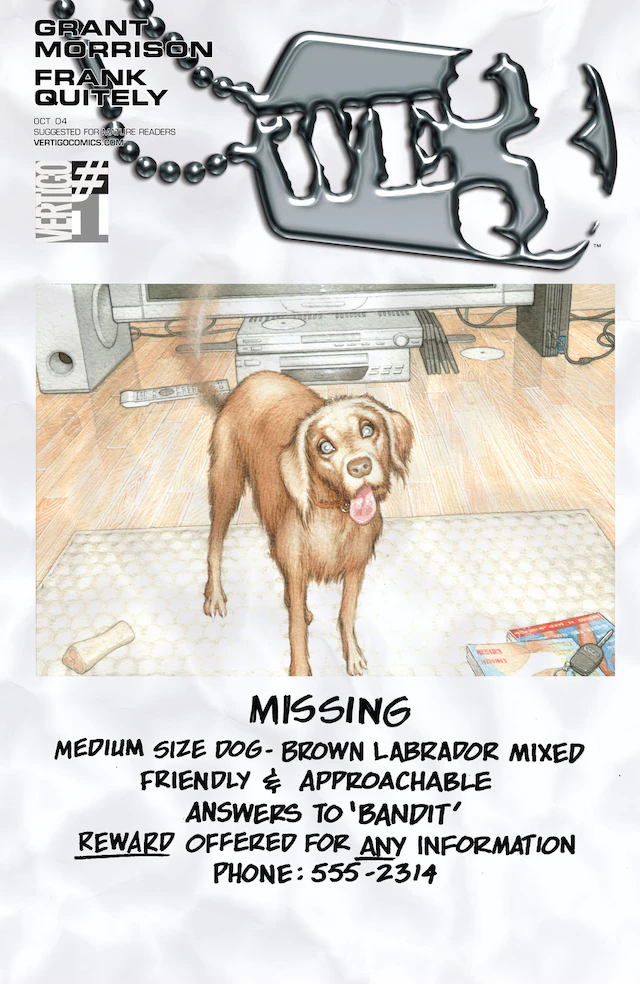 GRANT
MORRISON
FRANK
QUITELY
OCT 04
SUGGESTED FOR MATURE READERS
VERTIGOCOMICS.COM
VERTIGO #1
WE3
™
MISSING
MEDIUM SIZE DOG - BROWN LABRADOR MIXED
FRIENDLY & APPROACHABLE
ANSWERS TO 'BANDIT'
REWARD OFFERED FOR ANY INFORMATION
PHONE: 555-2314